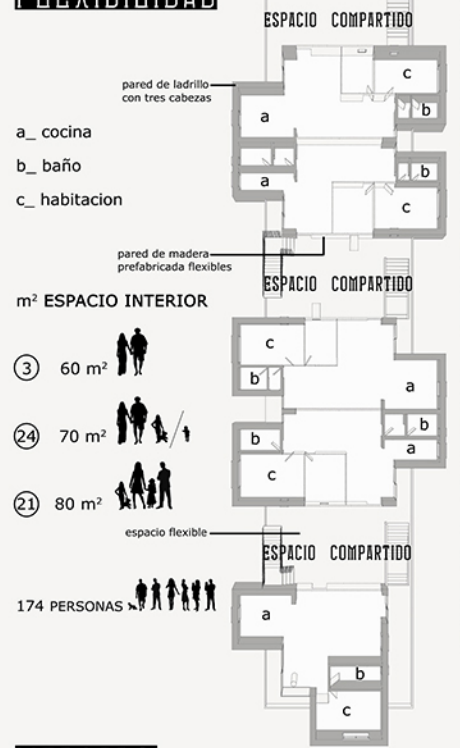 FLEXIBILIDAD
ESPACIO COMPARTIDO
pared de ladrillo
con tres cabezas
a_ cocina
b_ baño
c_ habitacion
c
b
a
b
a
c
pared de madera
prefabricada flexibles
ESPACIO COMPARTIDO
m² ESPACIO INTERIOR
3 60 m²
24 70 m²
21 80 m²
c
b
a
b
b
a
c
espacio flexible
ESPACIO COMPARTIDO
174 PERSONAS
a
b
c